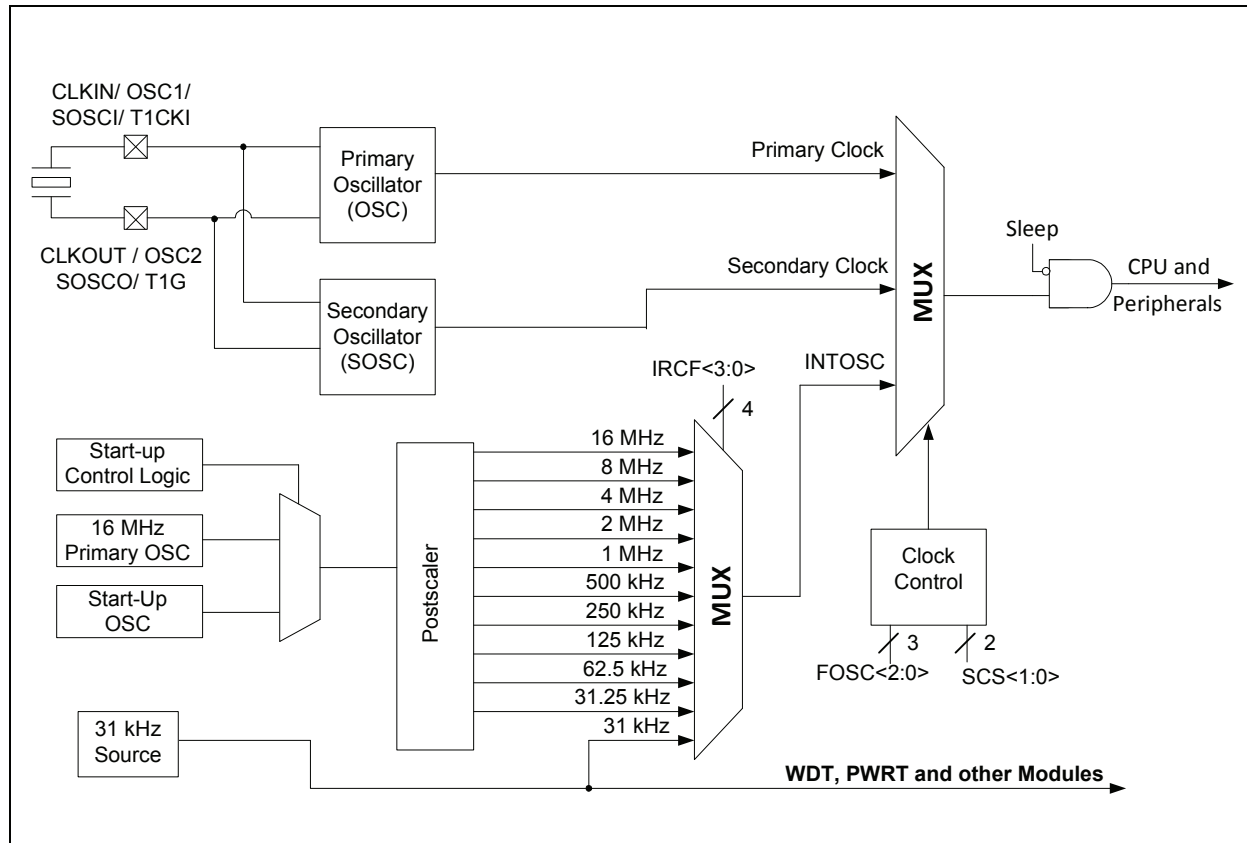 CLKIN/ OSC1/
SOSCI/ T1CKI
CLKOUT / OSC2
SOSCO/ T1G
Primary
Oscillator
(OSC)
Secondary
Oscillator
(SOSC)
Primary Clock
Secondary Clock
INTOSC
MUX
Sleep
CPU and
Peripherals
IRCF<3:0>
4
Start-up
Control Logic
16 MHz
Primary OSC
Start-Up
OSC
31 kHz
Source
Postscaler
16 MHz
8 MHz
4 MHz
2 MHz
1 MHz
500 kHz
250 kHz
125 kHz
62.5 kHz
31.25 kHz
31 kHz
MUX
Clock
Control
3
2
FOSC<2:0>
SCS<1:0>
WDT, PWRT and other Modules